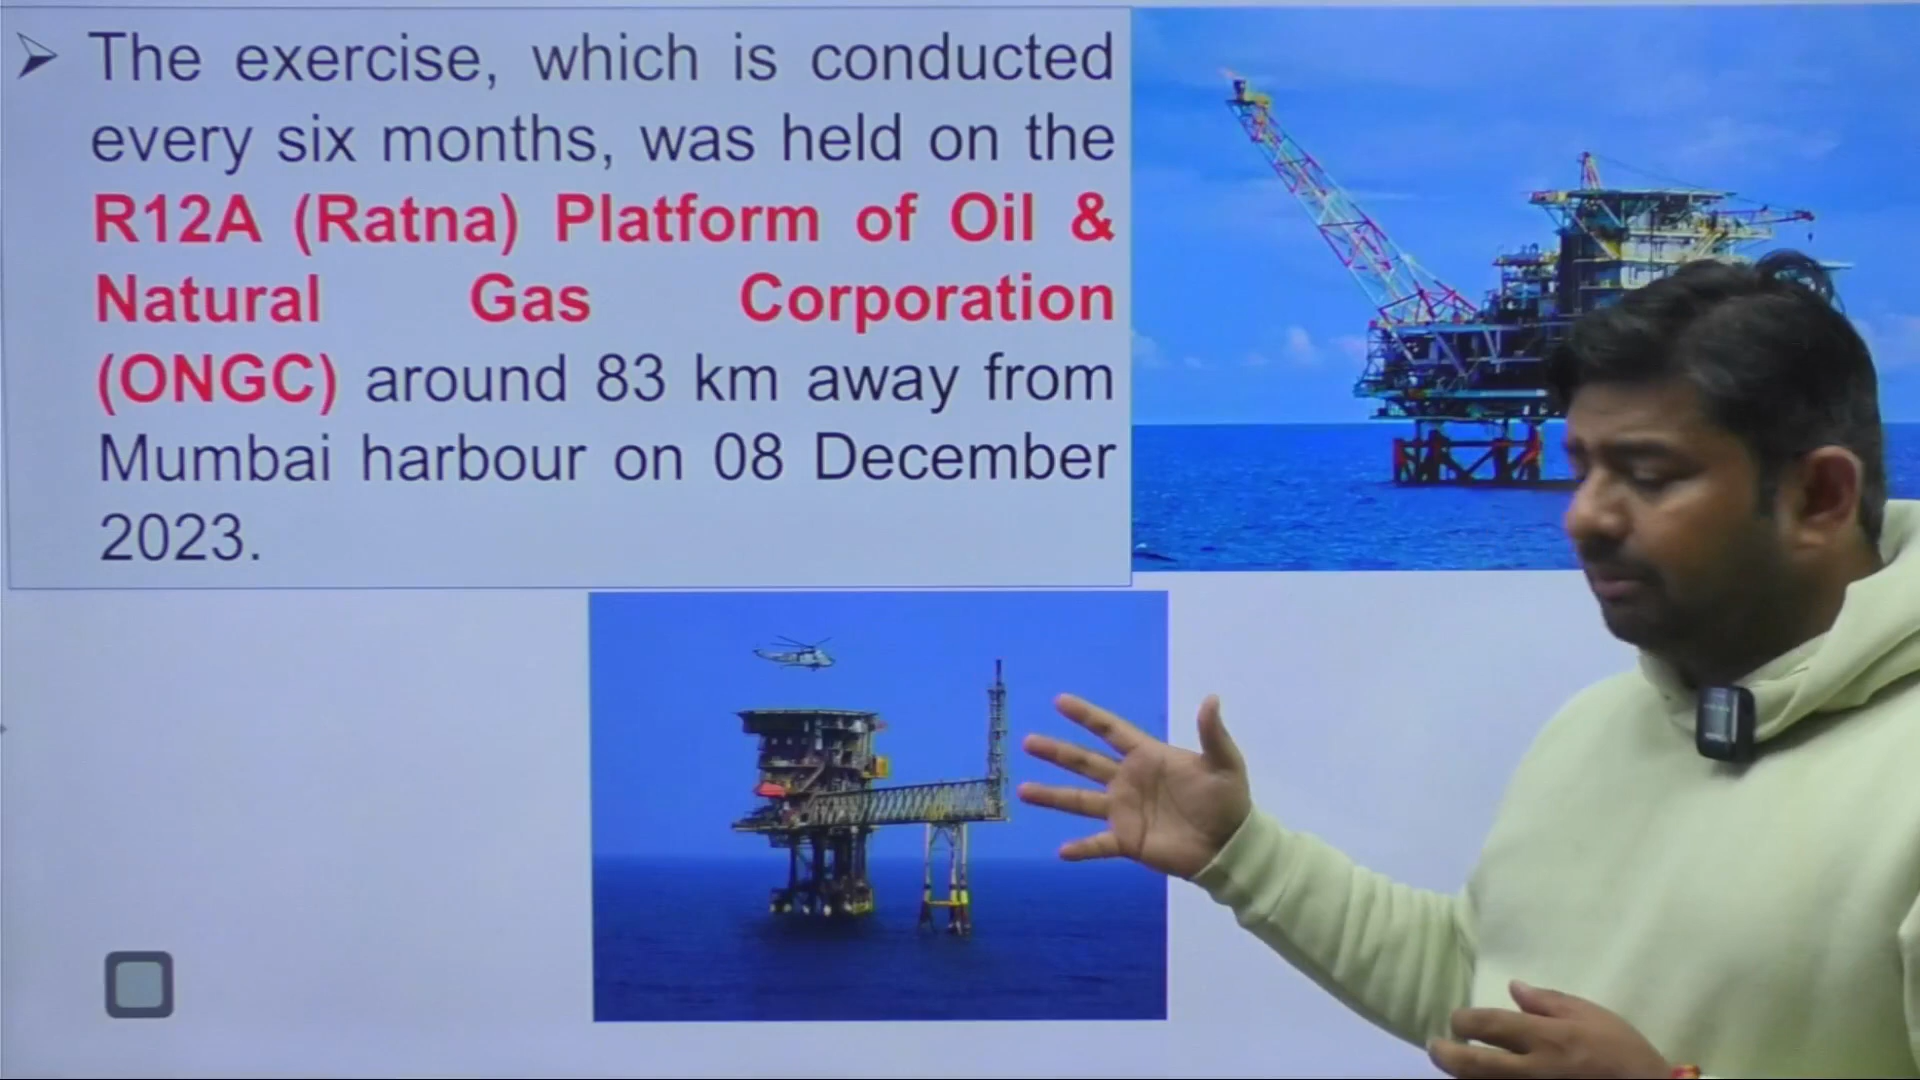 ➢ The exercise, which is conducted
every six months, was held on the
R12A (Ratna) Platform of Oil &
Natural Gas Corporation
(ONGC) around 83 km away from
Mumbai harbour on 08 December
2023.